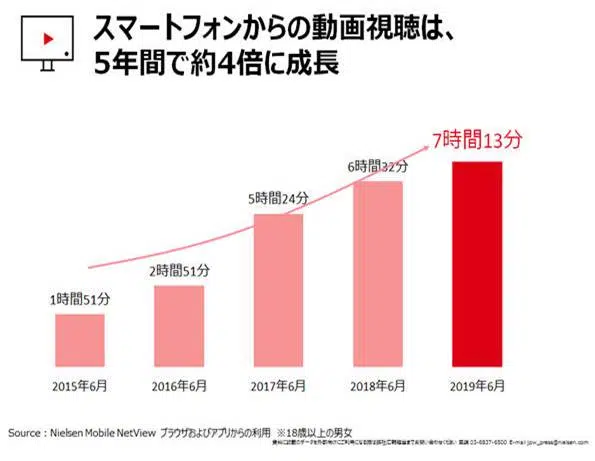 スマートフォンからの動画視聴は、
5年間で約4倍に成長
7時間13分
6時間32分
5時間24分
2時間51分
1時間51分
2015年6月
2016年6月
2017年6月
2018年6月
2019年6月
Source : Nielsen Mobile NetView ブラウザおよびアプリからの利用 ※18歳以上の男女